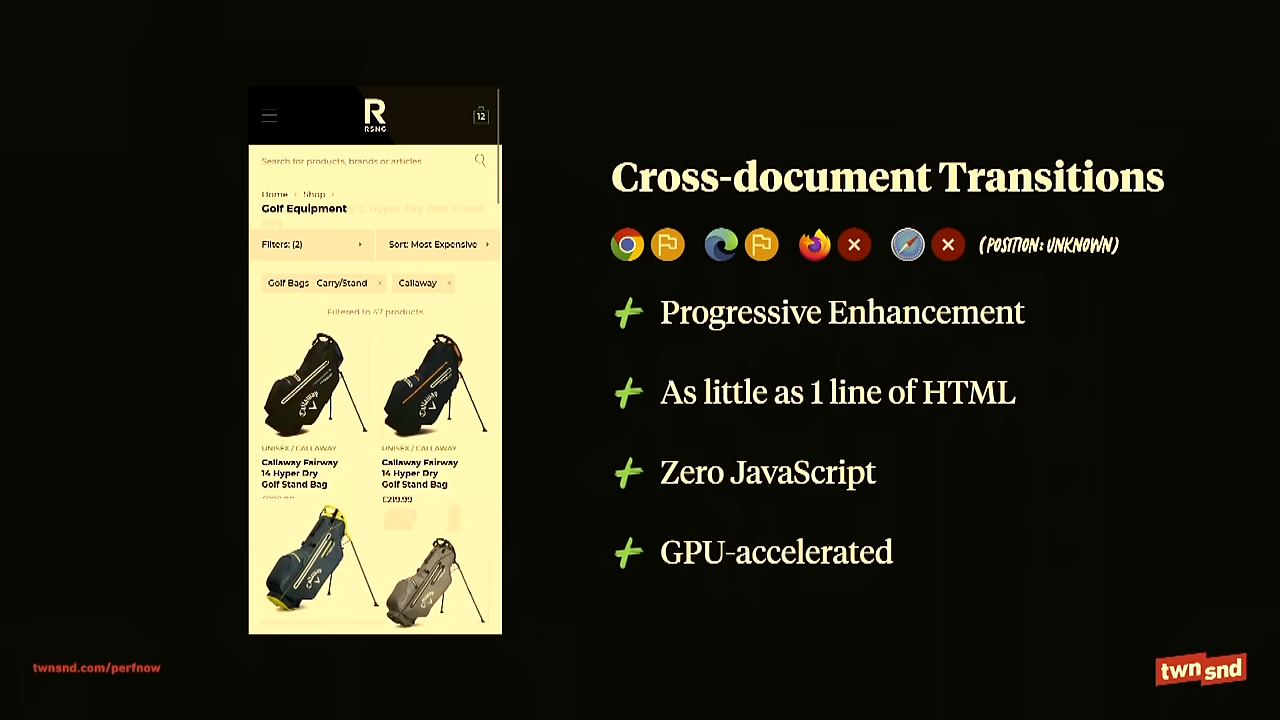 R
RSNG
12
Search for products, brands or articles
Home › Shop ›
Golf Equipment
Filters: (2)
Sort: Most Expensive
Golf Bags Carry/Stand ×
Callaway ×
Filtered to 47 products
UNISEX / CALLAWAY
Callaway Fairway
14 Hyper Dry
Golf Stand Bag
UNISEX / CALLAWAY
Callaway Fairway
14 Hyper Dry
Golf Stand Bag
£219.99
Cross-document Transitions
(POSITION: UNKNOWN)
Progressive Enhancement
As little as 1 line of HTML
Zero JavaScript
GPU-accelerated
twnsnd.com/perfnow
twn snd